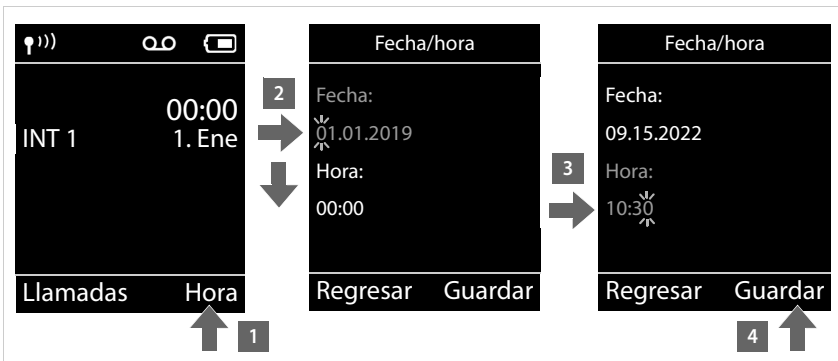 00:00
INT 1 1. Ene
Llamadas Hora
1
2
Fecha/hora
Fecha:
01.01.2019
Hora:
00:00
Regresar Guardar
3
Fecha/hora
Fecha:
09.15.2022
Hora:
10:30
Regresar Guardar
4